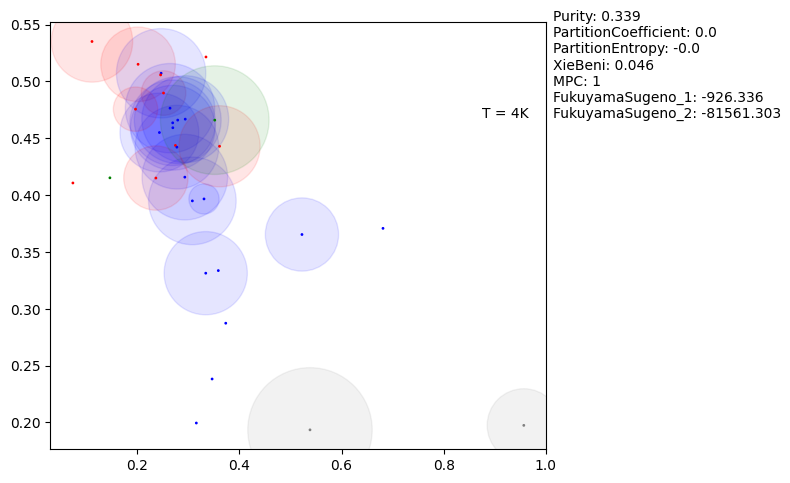 Purity: 0.339
PartitionCoefficient: 0.0
PartitionEntropy: -0.0
XieBeni: 0.046
MPC: 1
FukuyamaSugeno_1: -926.336
FukuyamaSugeno_2: -81561.303
T = 4K
0.55
0.50
0.45
0.40
0.35
0.30
0.25
0.20
0.2 0.4 0.6 0.8 1.0